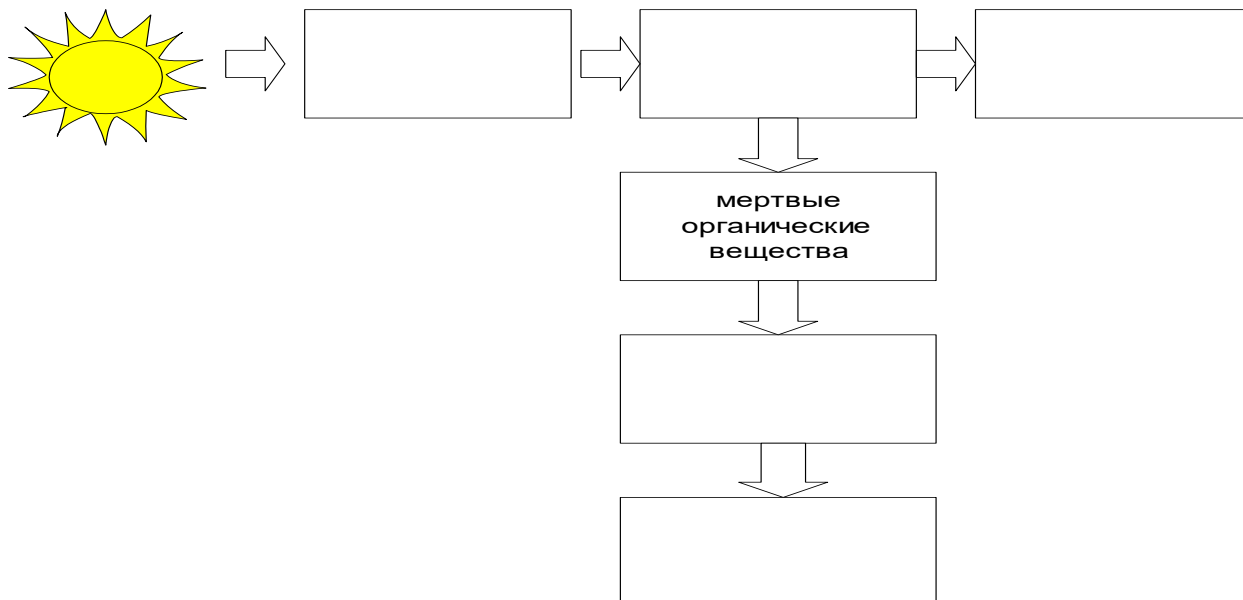 мертвые
органические
вещества